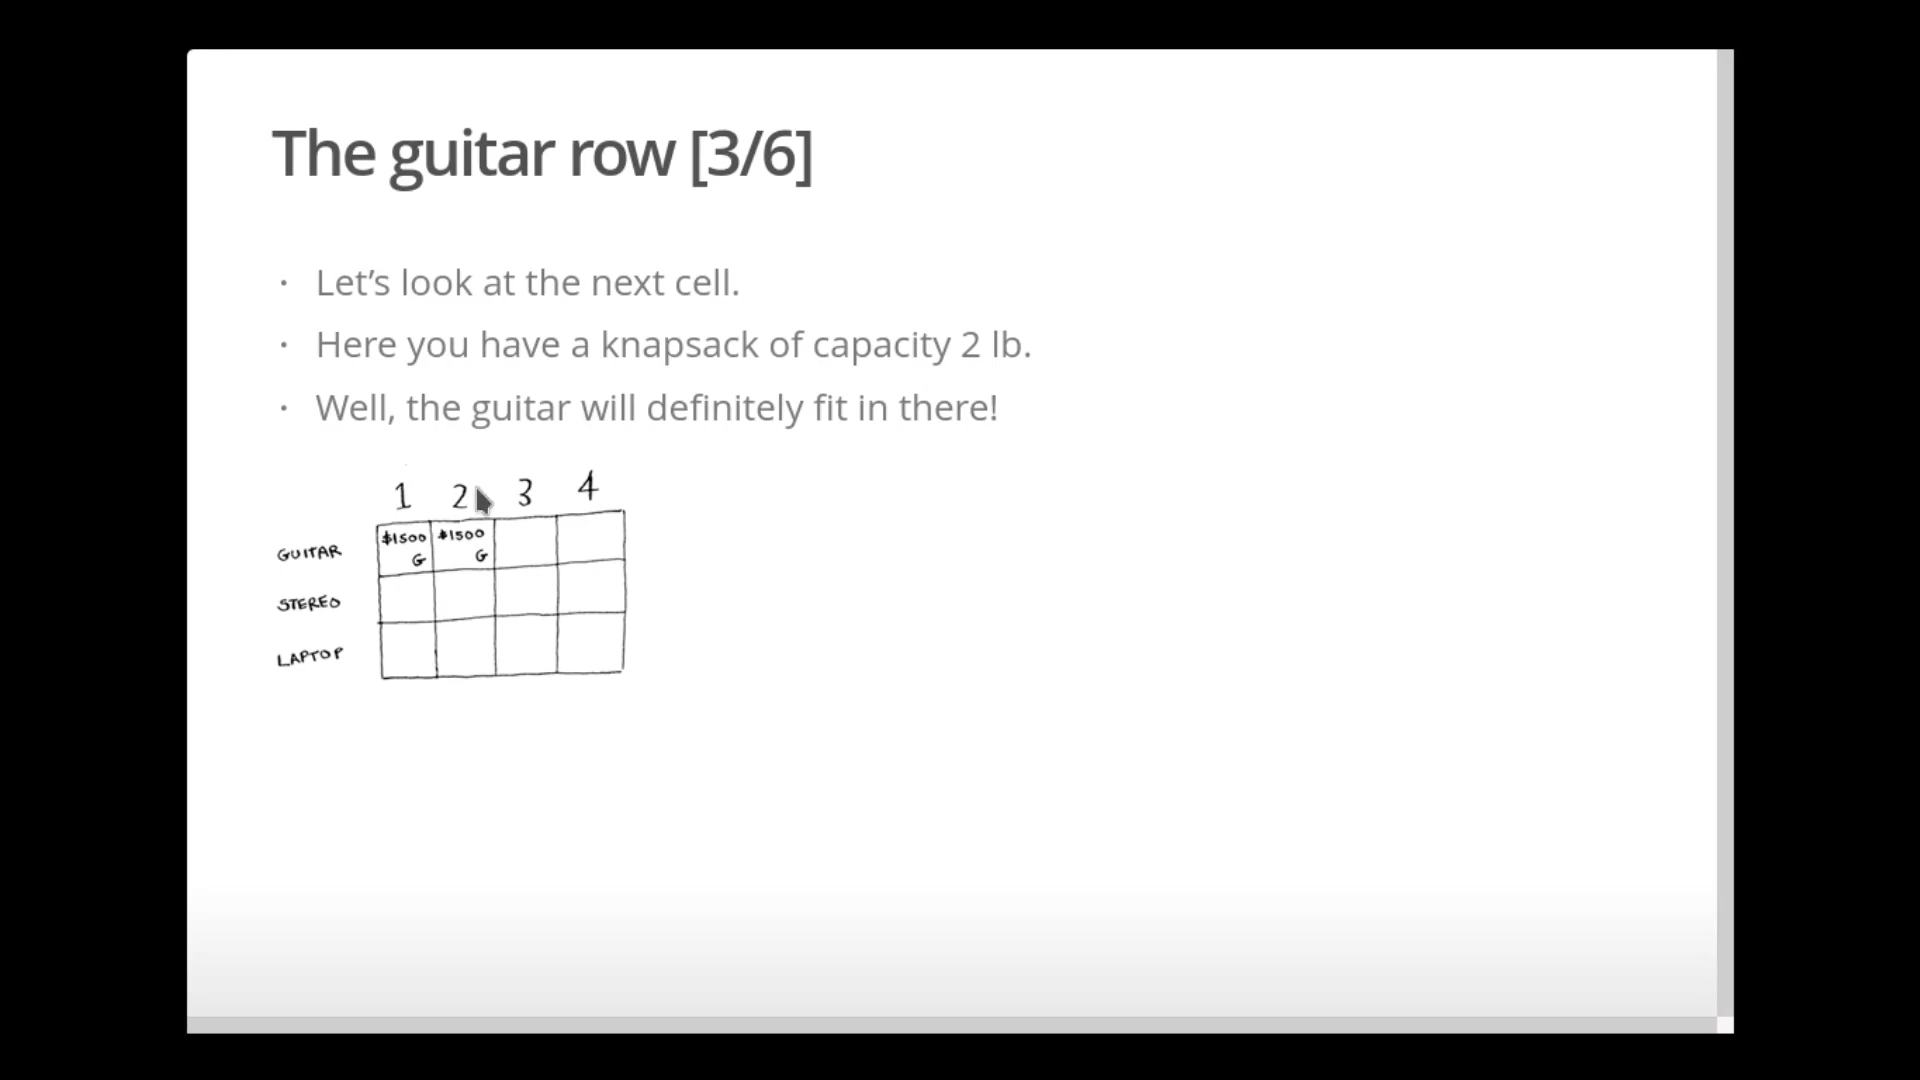 The guitar row [3/6]
· Let’s look at the next cell.
· Here you have a knapsack of capacity 2 lb.
· Well, the guitar will definitely fit in there!
1 2 3 4
GUITAR $1500 G $1500 G
STEREO
LAPTOP